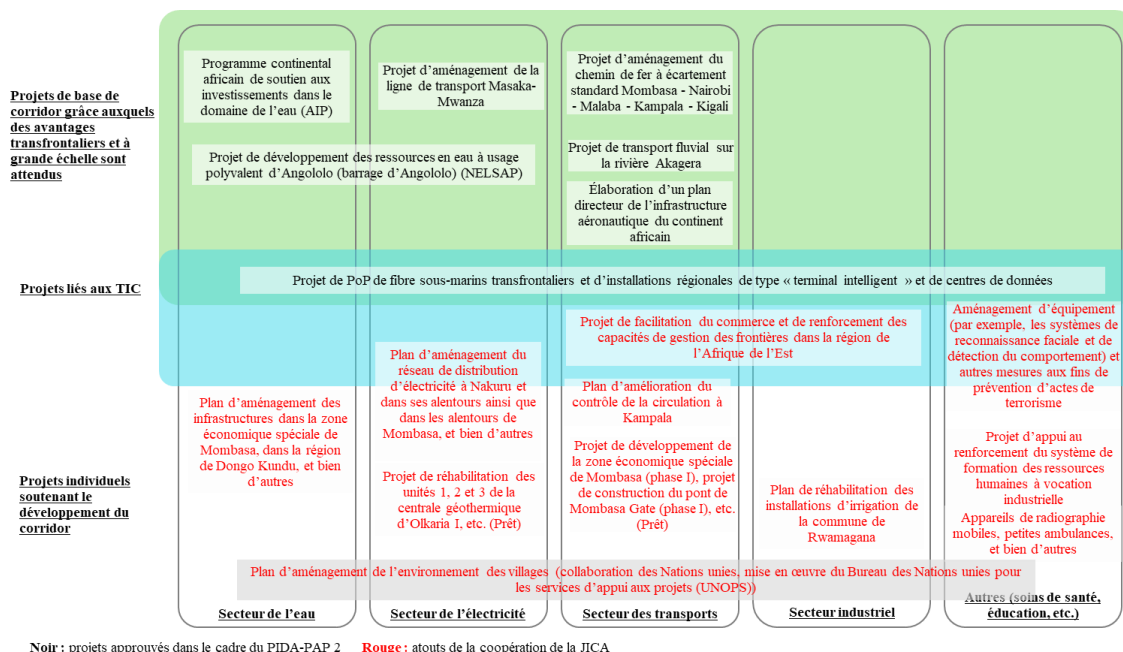 Projets de base de
corridor grâce auxquels
des avantages
transfrontaliers et à
grande échelle sont
attendus
Programme continental
africain de soutien aux
investissements dans le
domaine de l'eau (AIP)
Projet d'aménagement de la
ligne de transport Masaka-
Mwanza
Projet d'aménagement du
chemin de fer à écartement
standard Mombasa - Nairobi
- Malaba - Kampala - Kigali
Projet de développement des ressources en eau à usage
polyvalent d'Angololo (barrage d'Angololo) (NELSAP)
Projet de transport fluvial sur
la rivière Akagera
Élaboration d'un plan
directeur de l'infrastructure
aéronautique du continent
africain
Projets liés aux TIC
Projet de PoP de fibre sous-marins transfrontaliers et d'installations régionales de type « terminal intelligent » et de centres de données
Projet de facilitation du commerce et de renforcement des
capacités de gestion des frontières dans la région de
l'Afrique de l'Est
Aménagement d'équipement
(par exemple, les systèmes de
reconnaissance faciale et de
détection du comportement) et
autres mesures aux fins de
prévention d'actes de
terrorisme
Projets individuels
soutenant le
développement du
corridor
Plan d'aménagement des
infrastructures dans la zone
économique spéciale de
Mombasa, dans la région
de Dongo Kundu, et bien
d'autres
Plan d'aménagement du
réseau de distribution
d'électricité à Nakuru et
dans ses alentours ainsi que
dans les alentours de
Mombasa, et bien d'autres
Projet de réhabilitation des
unités 1, 2 et 3 de la
centrale géothermique
d'Olkaria I, etc. (Prêt)
Plan d'amélioration du
contrôle de la circulation à
Kampala
Projet de développement de
la zone économique spéciale
de Mombasa (phase I), projet
de construction du pont de
Mombasa Gate (phase I), etc.
(Prêt)
Plan de réhabilitation des
installations d'irrigation de
la commune de
Rwamagana
Projet d'appui au
renforcement du système de
formation des ressources
humaines à vocation
industrielle
Appareils de radiographie
mobiles, petites ambulances,
et bien d'autres
Plan d'aménagement de l'environnement des villages (collaboration des Nations unies, mise en œuvre du Bureau des Nations unies pour
les services d'appui aux projets (UNOPS))
Secteur de l'eau
Secteur de l'électricité
Secteur des transports
Secteur industriel
Autres (soins de santé,
éducation, etc.)
Noir : projets approuvés dans le cadre du PIDA-PAP 2 Rouge : atouts de la coopération de la JICA